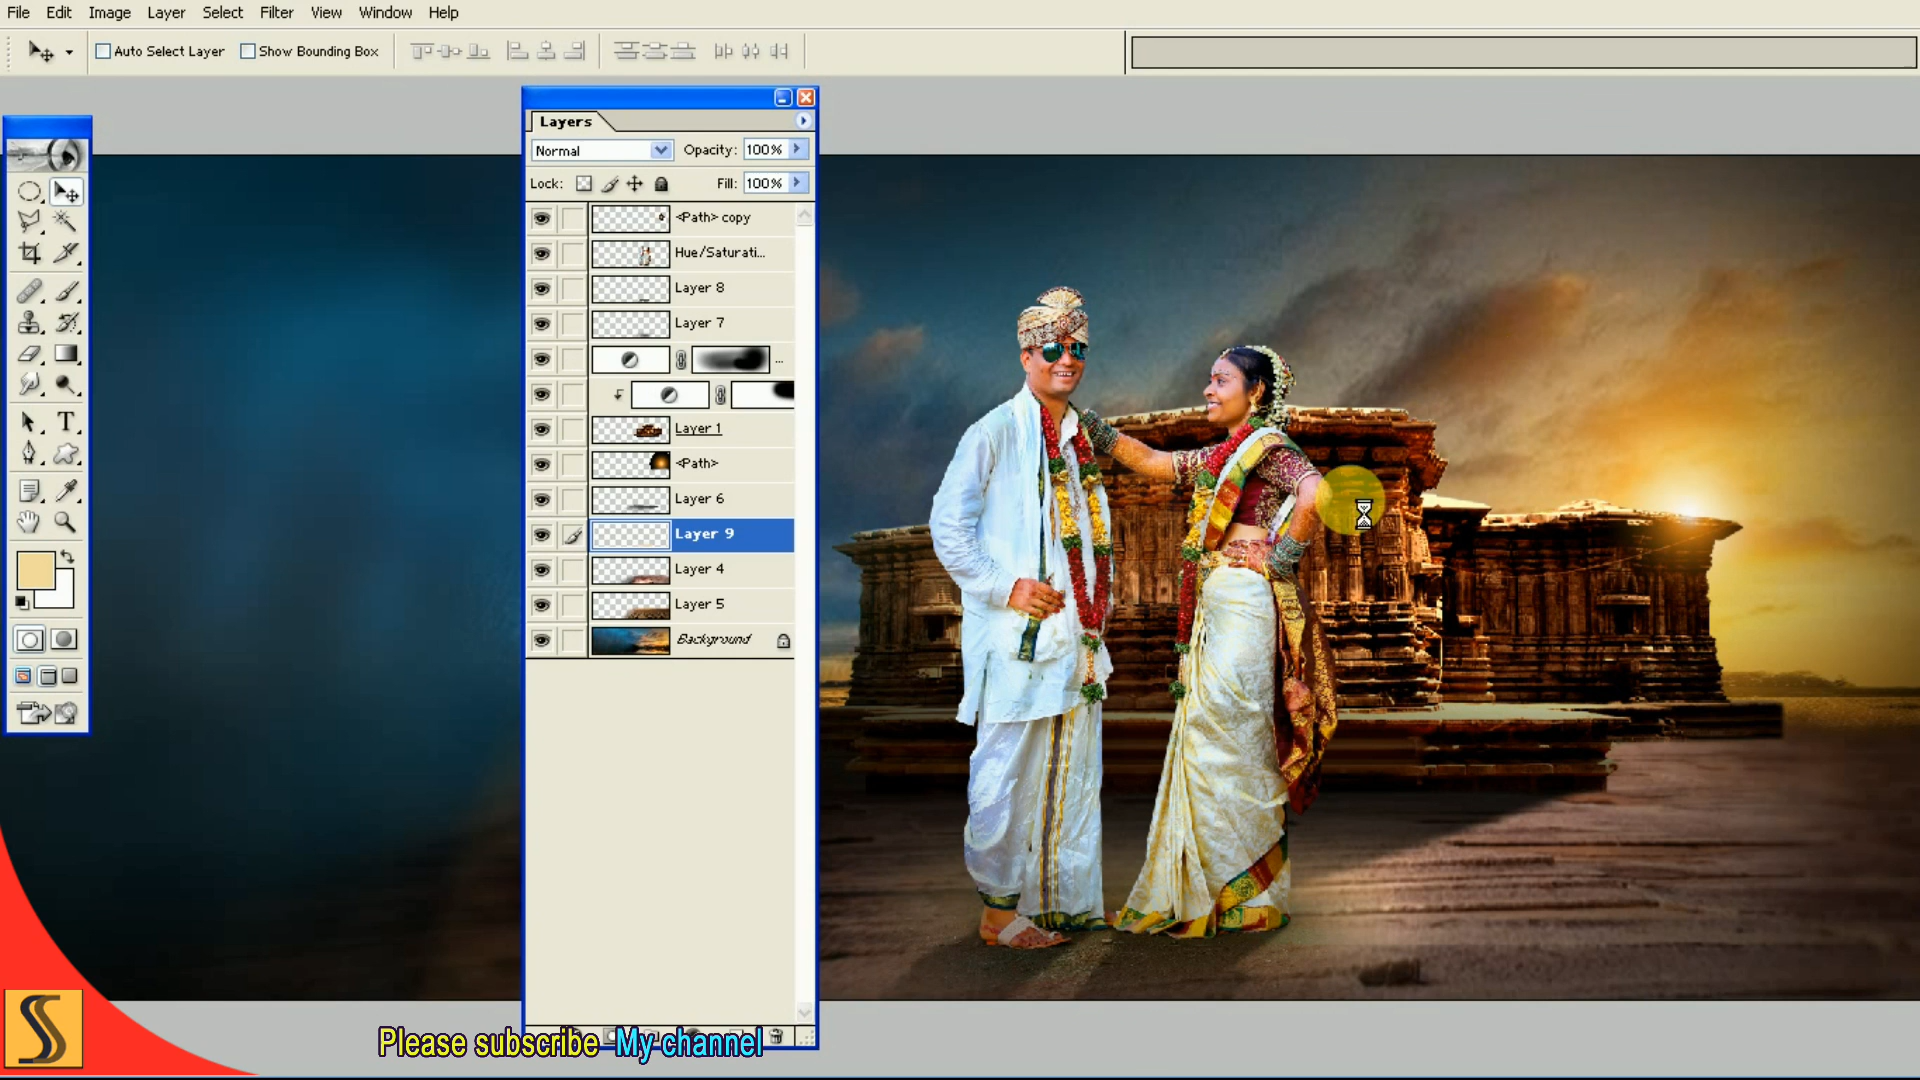 File Edit Image Layer Select Filter View Window Help
Auto Select Layer Show Bounding Box
Layers
Normal Opacity: 100%
Lock: Fill: 100%
<Path> copy
Hue/Saturati...
Layer 8
Layer 7
...
Layer 1
<Path>
Layer 6
Layer 9
Layer 4
Layer 5
Background
T
S
Please subscribe My channel